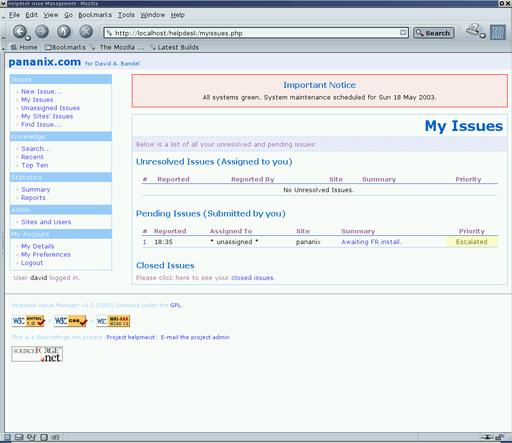 Helpdesk Issue Management - Mozilla
File Edit View Go Bookmarks Tools Window Help
http://localhost/helpdesk/myissues.php Search
Home Bookmarks The Mozilla ... Latest Builds
pananix.com for David A. Bandel
Issues
New Issue...
My Issues
Unassigned Issues
My Sites' Issues
Find Issue...
Knowledge
Search...
Recent
Top Ten
Statistics
Summary
Reports
Admin
Sites and Users
My Account
My Details
My Preferences
Logout
User david logged in.
Important Notice
All systems green. System maintenance scheduled for Sun 18 May 2003.
My Issues
Below is a list of all your unresolved and pending issues:
Unresolved Issues (Assigned to you)
# Reported Reported By Site Summary Priority
No Unresolved Issues.
Pending Issues (Submitted by you)
# Reported Assigned To Site Summary Priority
1 18:35 * unassigned * pananix Awaiting FR install. Escalated
Closed Issues
Please click here to see your closed issues.
Helpdesk Issue Manager v0.2 (2003) Licensed under the GPL
W3C XHTML 1.0 W3C css W3C WAI-AAA WCAG 1.0
This is a Sourceforge.net project (Project helpmeict) E-mail the project admin
SOURCEFORGE .net